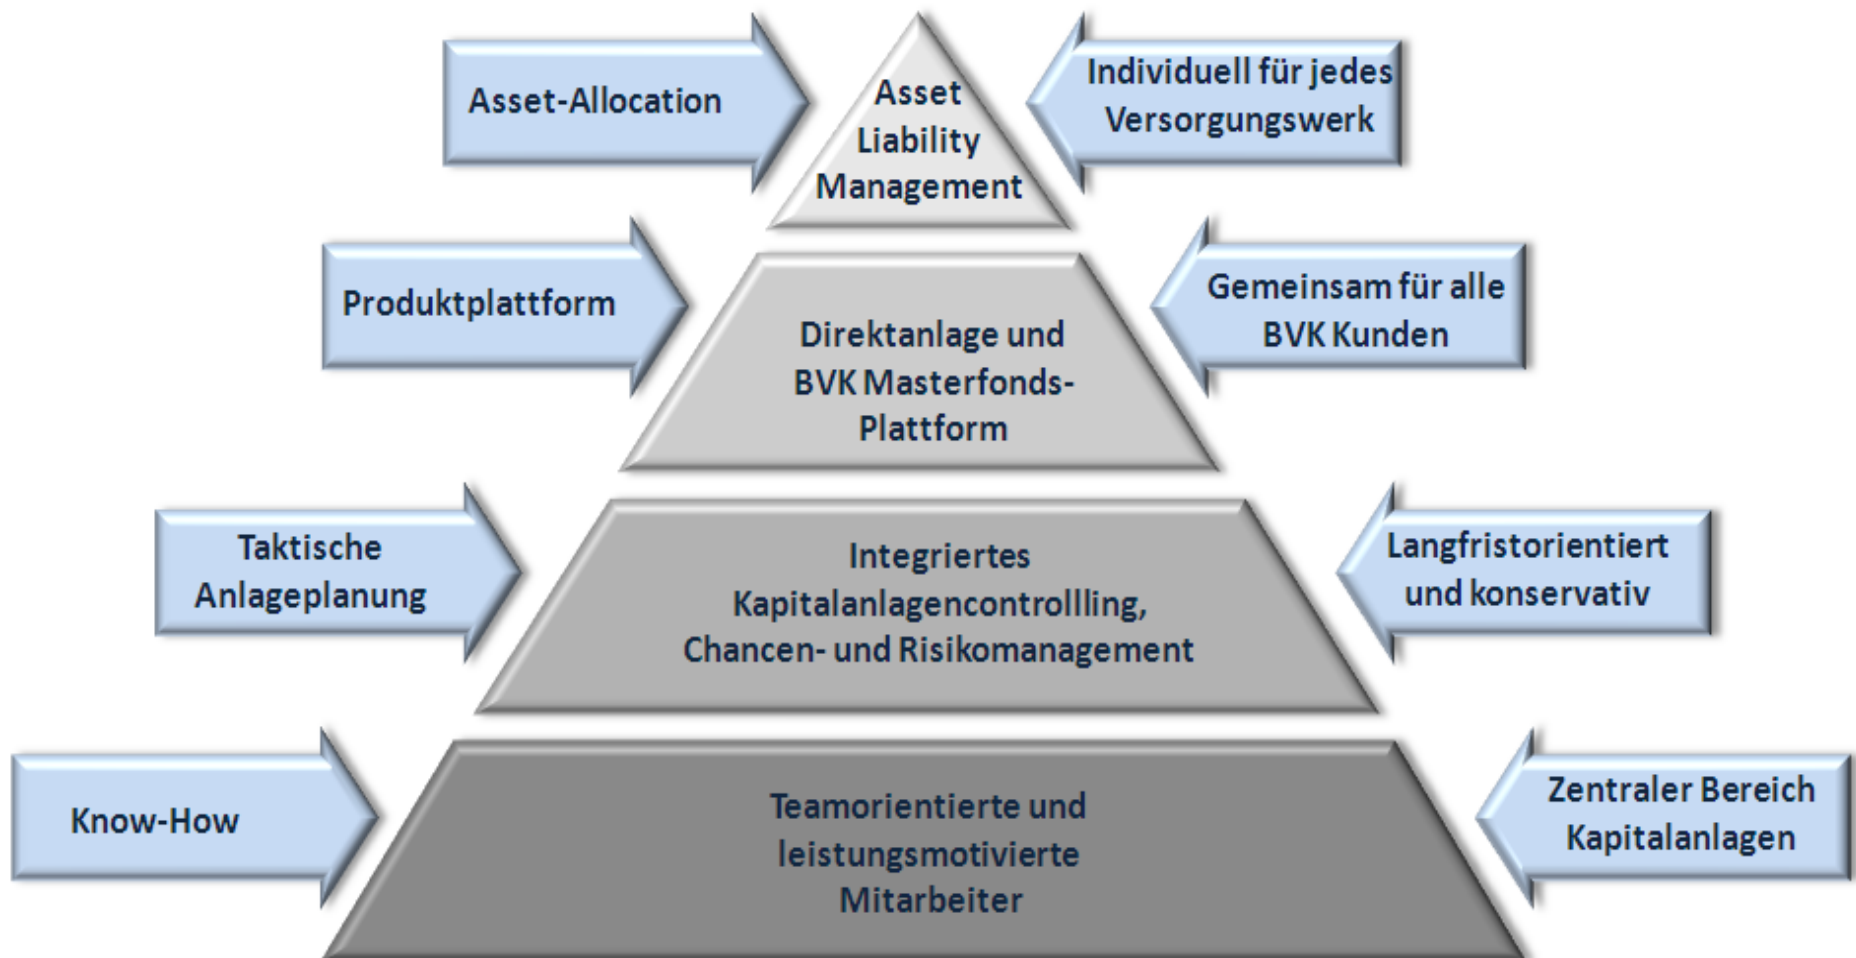 Asset-Allocation
Asset
Liability
Management
Individuell für jedes
Versorgungswerk
Produktplattform
Direktanlage und
BVK Masterfonds-
Plattform
Gemeinsam für alle
BVK Kunden
Taktische
Anlageplanung
Integriertes
Kapitalanlagencontrollling,
Chancen- und Risikomanagement
Langfristorientiert
und konservativ
Know-How
Teamorientierte und
leistungsmotivierte
Mitarbeiter
Zentraler Bereich
Kapitalanlagen